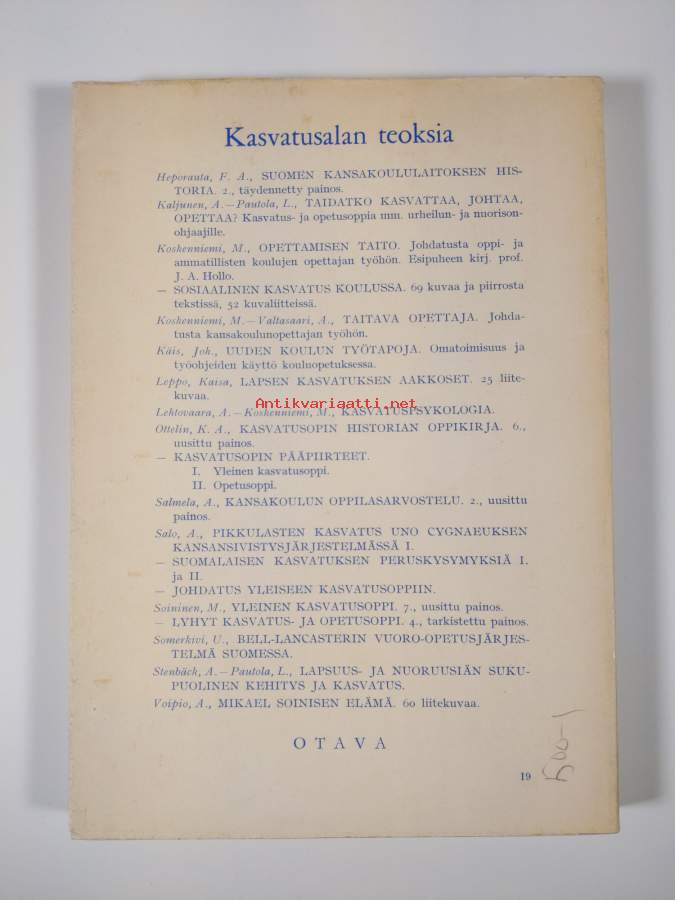 Kasvatusalan teoksia
Heporauta, F. A., SUOMEN KANSAKOULULAITOKSEN HIS-
TORIA. 2., täydennetty painos.
Kaljunen, A.—Pautola, L., TAIDATKO KASVATTAA, JOHTAA,
OPETTAA? Kasvatus- ja opetusoppia mm. urheilun- ja nuorison-
ohjaajille.
Koskenniemi, M., OPETTAMISEN TAITO. Johdatusta oppi- ja
ammatillisten koulujen opettajan työhön. Esipuheen kirj. prof.
J. A. Hollo.
— SOSIAALINEN KASVATUS KOULUSSA. 69 kuvaa ja piirrosta
tekstissä, 52 kuvaliitteissä.
Koskenniemi, M.—Valtasaari, A., TAITAVA OPETTAJA. Johda-
tusta kansakoulunopettajan työhön.
Käis, Joh., UUDEN KOULUN TYÖTAPOJA. Omatoimisuus ja
työohjeiden käyttö kouluopetuksessa.
Leppo, Kaisa, LAPSEN KASVATUKSEN AAKKOSET. 25 liite-
kuvaa.
Antikvariaatti.net
Lehtovaara, A.—Koskenniemi, M., KASVATUSPSYKOLOGIA.
Ottelin, K. A., KASVATUSOPIN HISTORIAN OPPIKIRJA. 6.,
uusittu painos.
— KASVATUSOPIN PÄÄPIIRTEET.
I. Yleinen kasvatusoppi.
II. Opetusoppi.
Salmela, A., KANSAKOULUN OPPILASARVOSTELU. 2., uusittu
painos.
Salo, A., PIKKULASTEN KASVATUS UNO CYGNAEUKSEN
KANSANSIVISTYSJÄRJESTELMÄSSÄ I.
— SUOMALAISEN KASVATUKSEN PERUSKYSYMYKSIÄ I.
ja II.
— JOHDATUS YLEISEEN KASVATUSOPPIIN.
Soininen, M., YLEINEN KASVATUSOPPI. 7., uusittu painos.
— LYHYT KASVATUS- JA OPETUSOPPI. 4., tarkistettu painos.
Somerkivi, U., BELL-LANCASTERIN VUORO-OPETUSJÄRJES-
TELMÄ SUOMESSA.
Stenbäck, A.—Pautola, L., LAPSUUS- JA NUORUUSIÄN SUKU-
PUOLINEN KEHITYS JA KASVATUS.
Voipio, A., MIKAEL SOINISEN ELÄMÄ. 60 liitekuvaa.
OTAVA
19